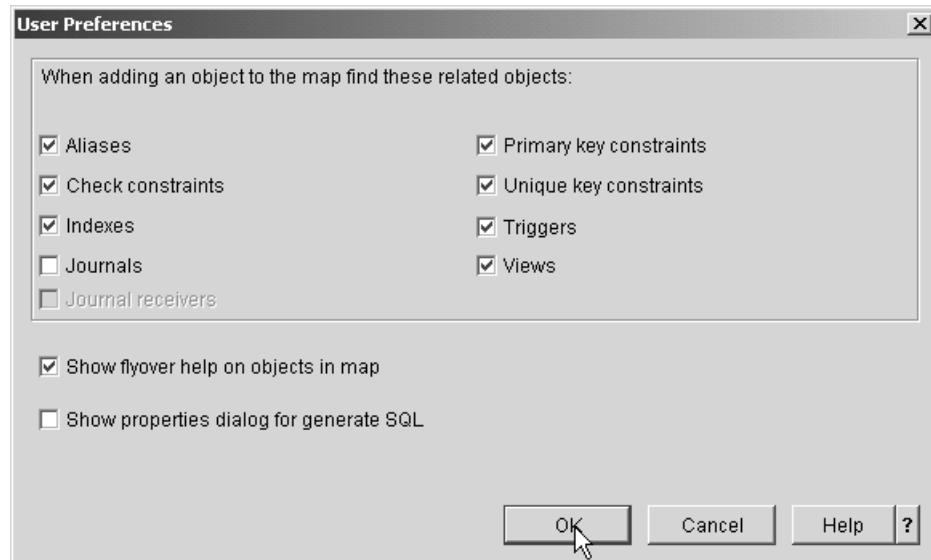 User Preferences
When adding an object to the map find these related objects:
Aliases
Primary key constraints
Check constraints
Unique key constraints
Indexes
Triggers
Journals
Views
Journal receivers
Show flyover help on objects in map
Show properties dialog for generate SQL
OK
Cancel
Help
?